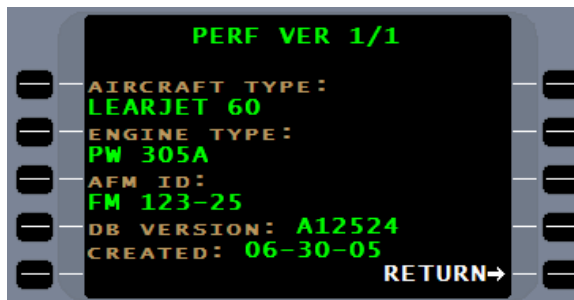 PERF VER 1/1
AIRCRAFT TYPE:
LEARJET 60
ENGINE TYPE:
PW 305A
AFM ID:
FM 123-25
DB VERSION: A12524
CREATED: 06-30-05
RETURN→